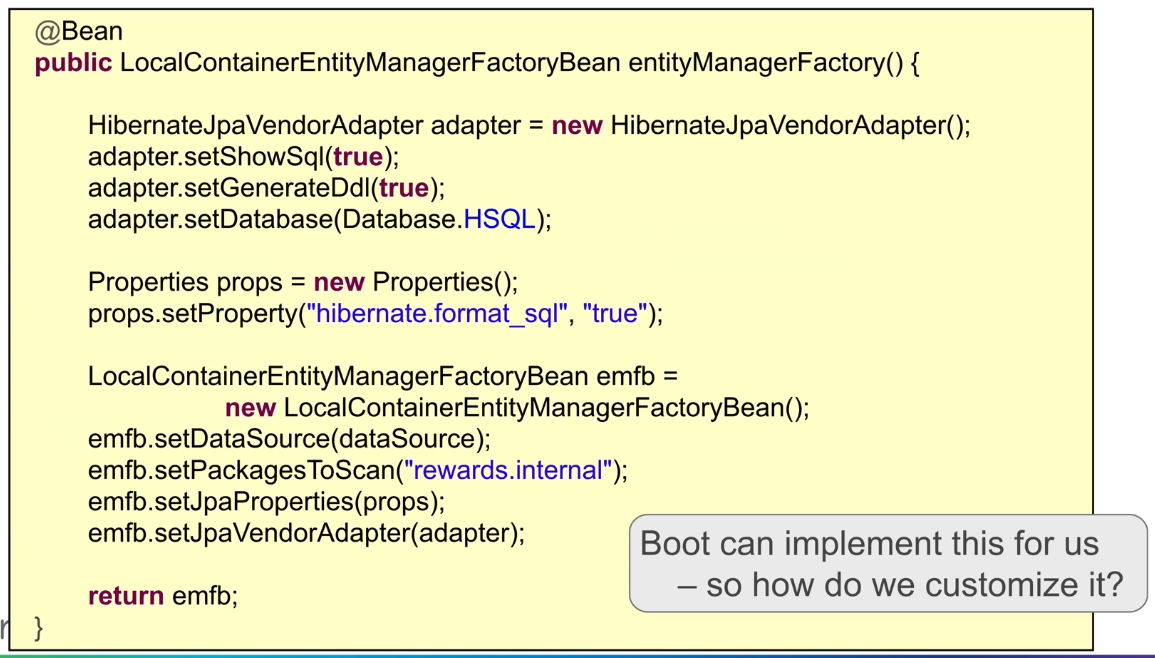 @Bean
public LocalContainerEntityManagerFactoryBean entityManagerFactory() {
HibernateJpaVendorAdapter adapter = new HibernateJpaVendorAdapter();
adapter.setShowSql(true);
adapter.setGenerateDdl(true);
adapter.setDatabase(Database.HSQL);
Properties props = new Properties();
props.setProperty("hibernate.format_sql", "true");
LocalContainerEntityManagerFactoryBean emfb =
new LocalContainerEntityManagerFactoryBean();
emfb.setDataSource(dataSource);
emfb.setPackagesToScan("rewards.internal");
emfb.setJpaProperties(props);
emfb.setJpaVendorAdapter(adapter);
return emfb;
}
Boot can implement this for us
– so how do we customize it?